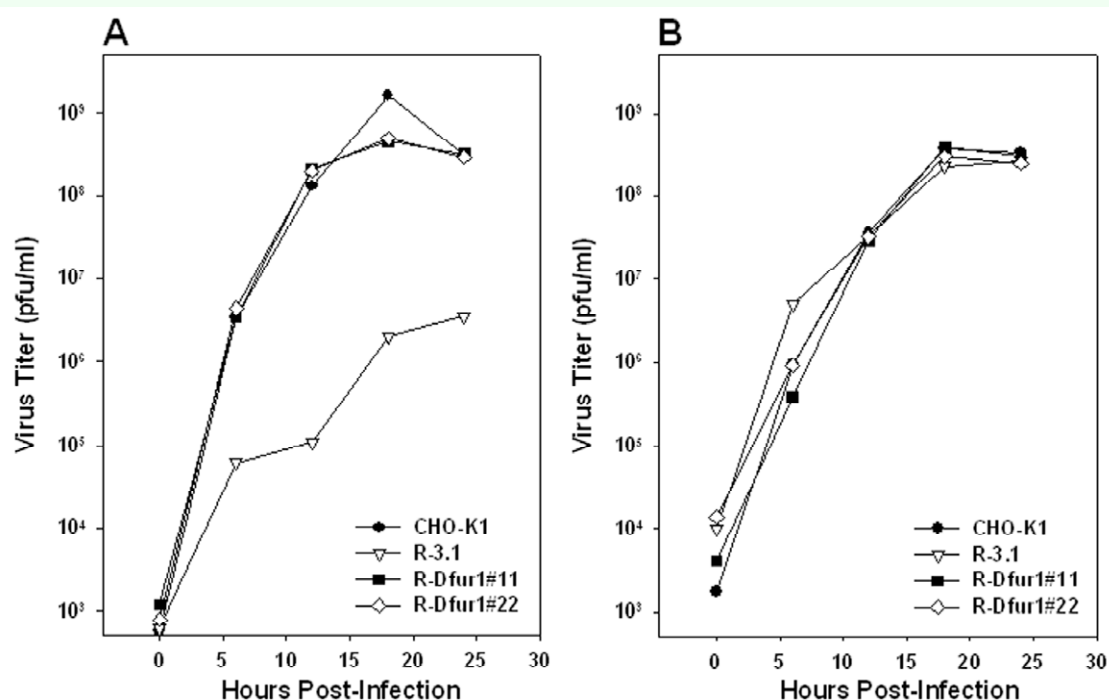 A
B
10⁹
10⁸
10⁷
10⁶
10⁵
10⁴
10³
Virus Titer (pfu/ml)
0 5 10 15 20 25 30
Hours Post-Infection
CHO-K1
R-3.1
R-Dfur1#11
R-Dfur1#22
10⁹
10⁸
10⁷
10⁶
10⁵
10⁴
10³
Virus Titer (pfu/ml)
0 5 10 15 20 25 30
Hours Post-Infection
CHO-K1
R-3.1
R-Dfur1#11
R-Dfur1#22